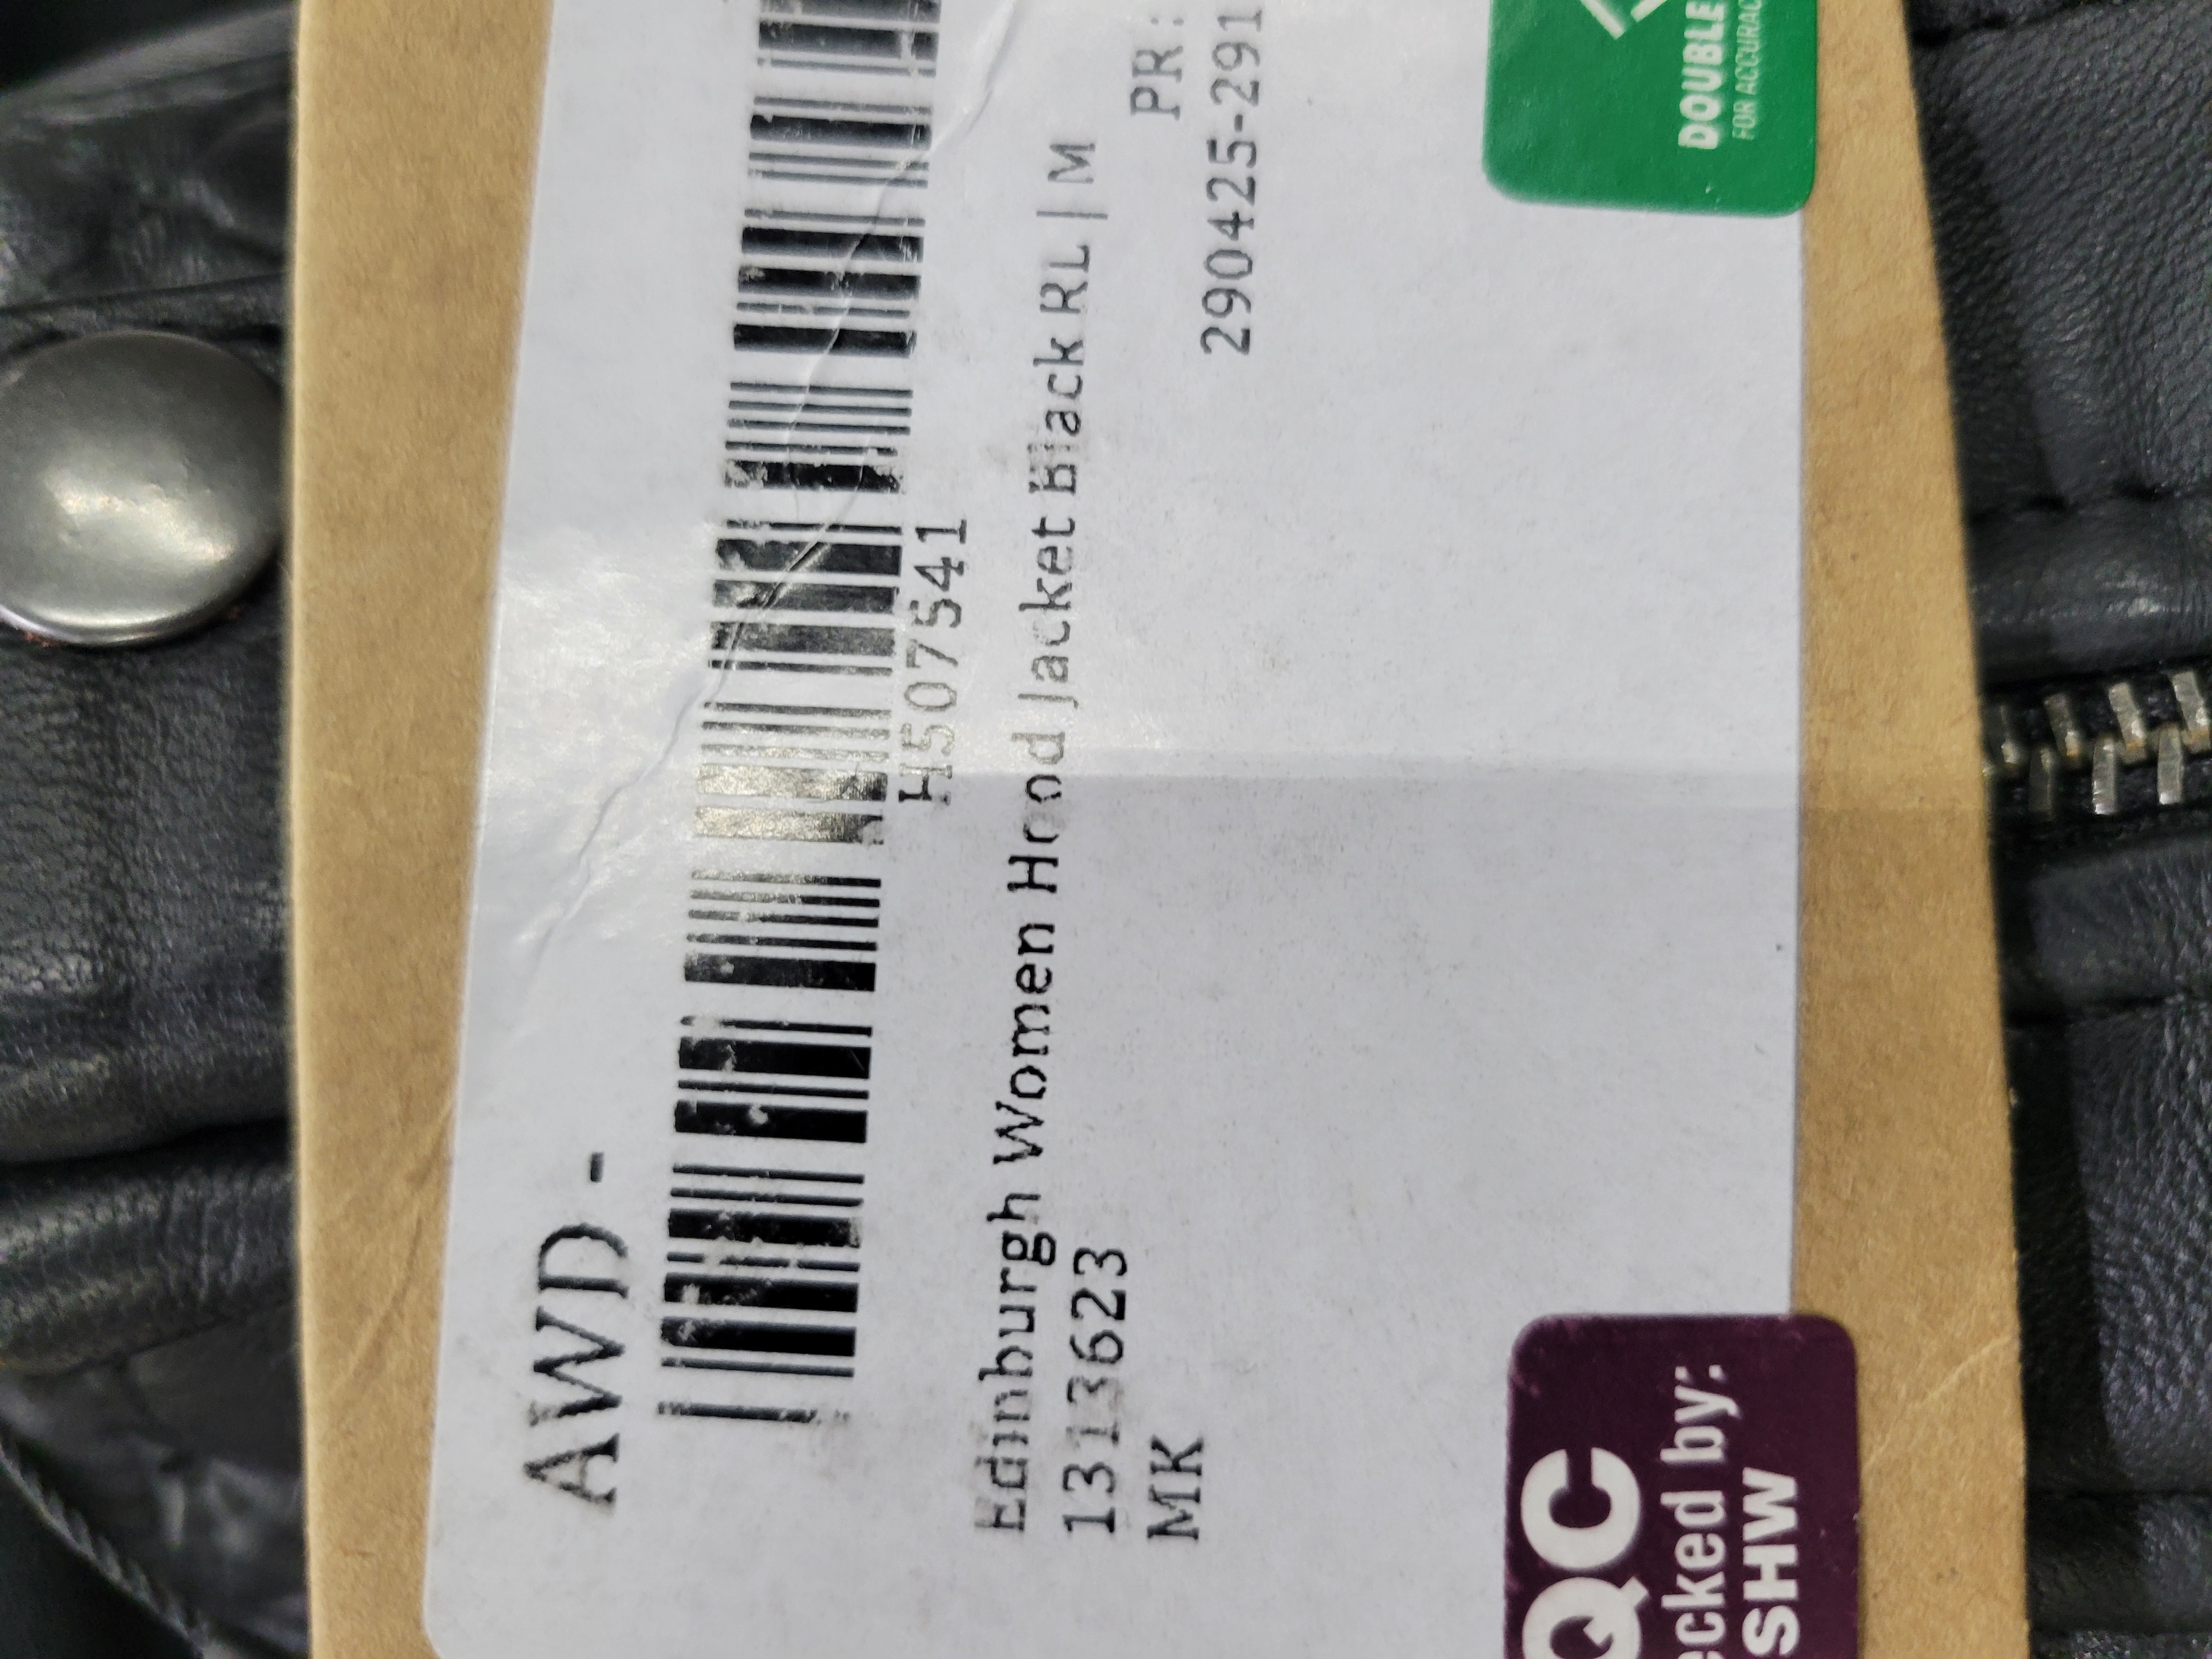 AWD -
H507541
Edinburgh Women Hood Jacket Black RL | M
1313623
PR:
MK
290425-291
QC
ecked by:
SHW
DOUBLE
FOR ACCURAC